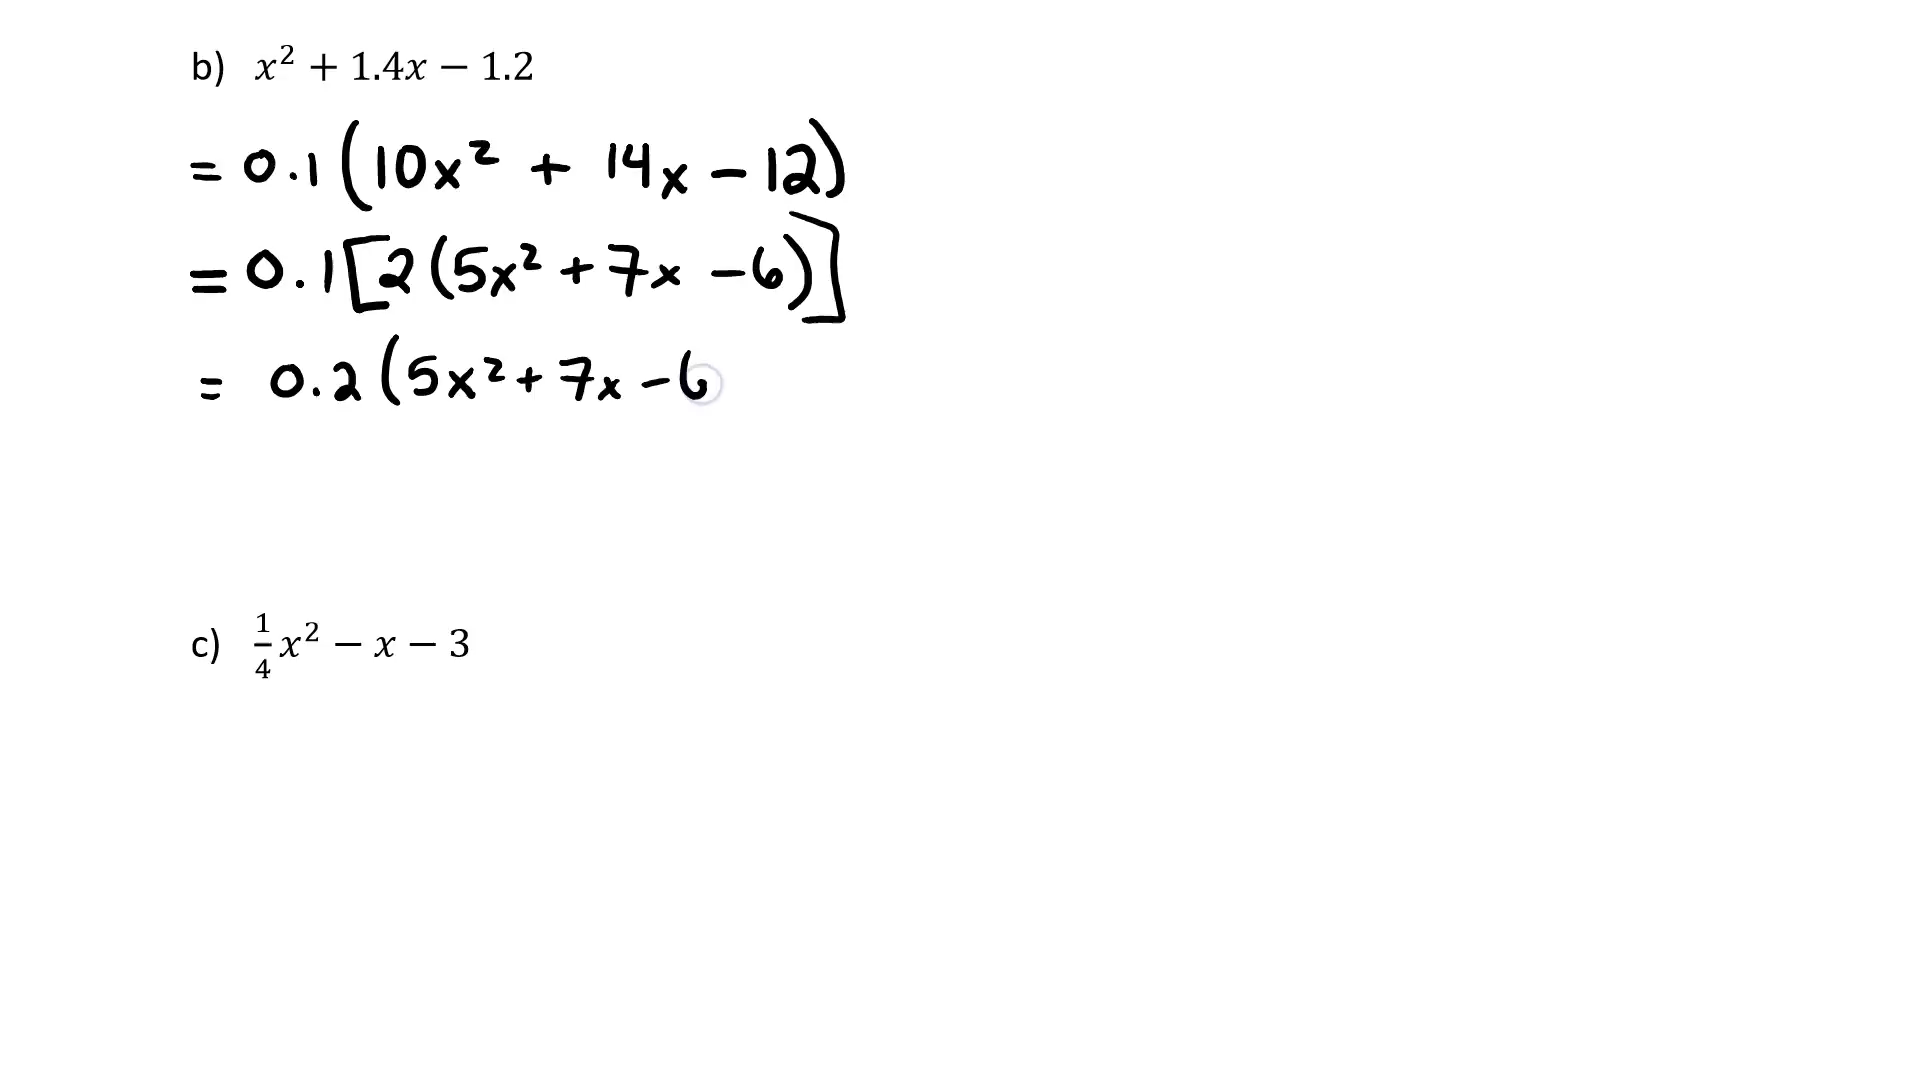 b) x² + 1.4x − 1.2
= 0.1(10x² + 14x − 12)
= 0.1[2(5x² + 7x − 6)]
= 0.2(5x² + 7x − 6
c) 1/4 x² − x − 3